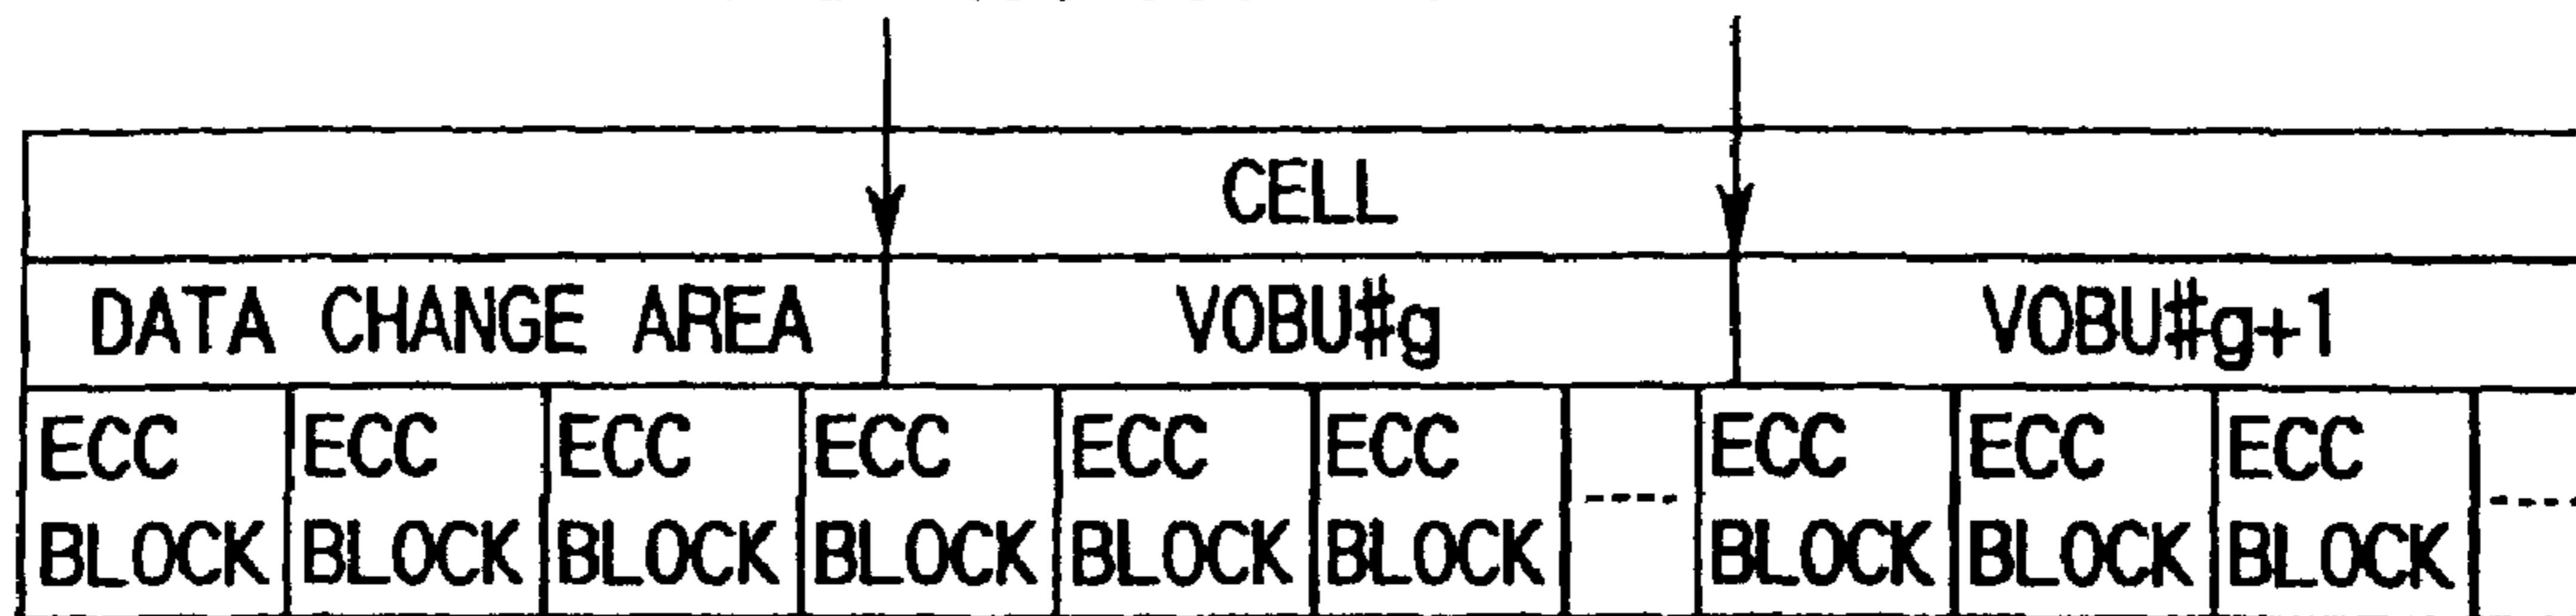 CELL
DATA CHANGE AREA VOBU#g VOBU#g+1
ECC ECC ECC ECC ECC ECC ECC ECC ECC
BLOCK BLOCK BLOCK BLOCK BLOCK BLOCK ---- BLOCK BLOCK BLOCK ----